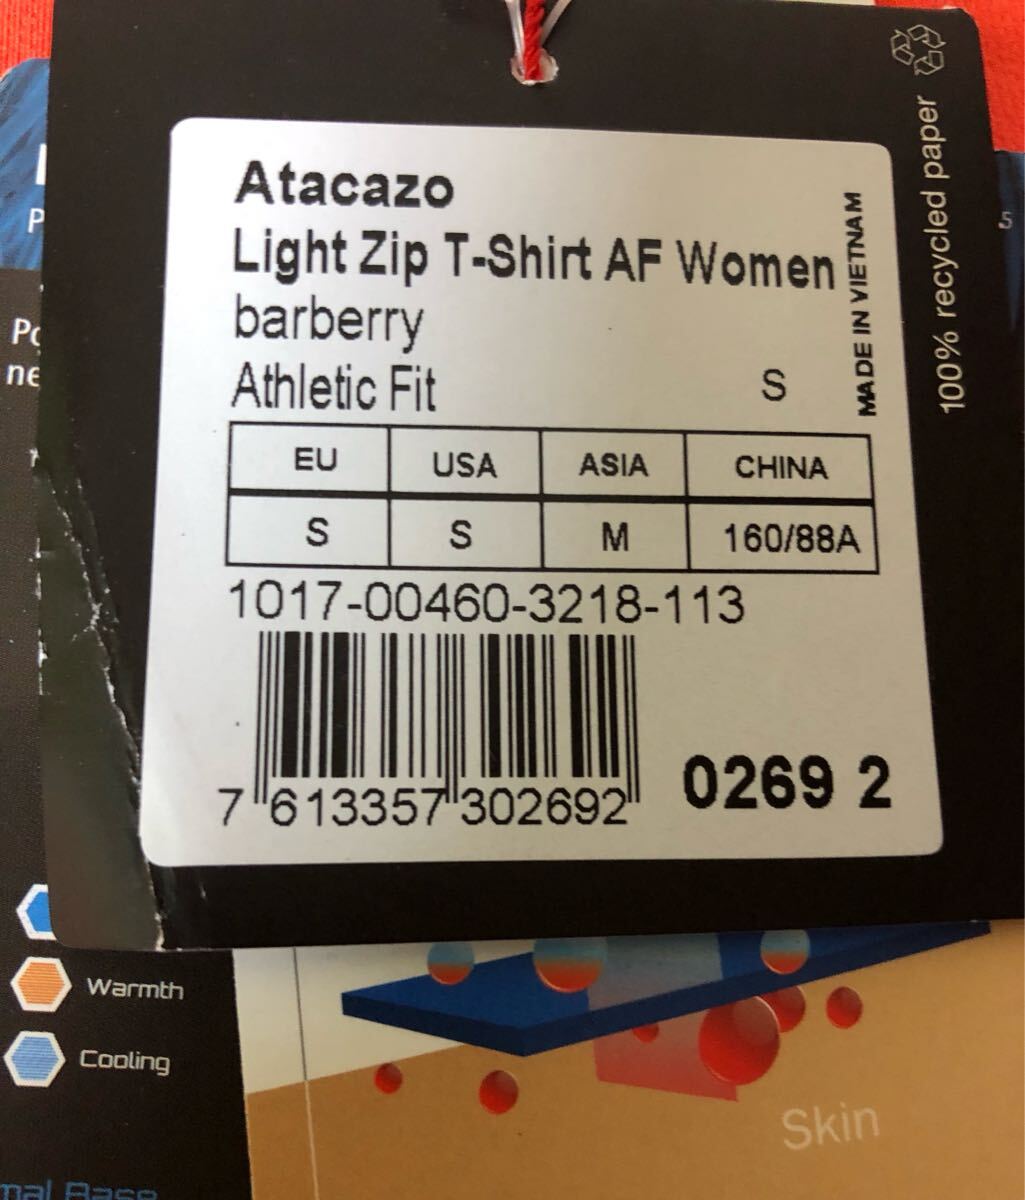 Atacazo
Light Zip T-Shirt AF Women
barberry
Athletic Fit S
MADE IN VIETNAM
100% recycled paper
EU USA ASIA CHINA
S S M 160/88A
1017-00460-3218-113
7 613357 302692
0269 2
5
Warmth
Cooling
Skin